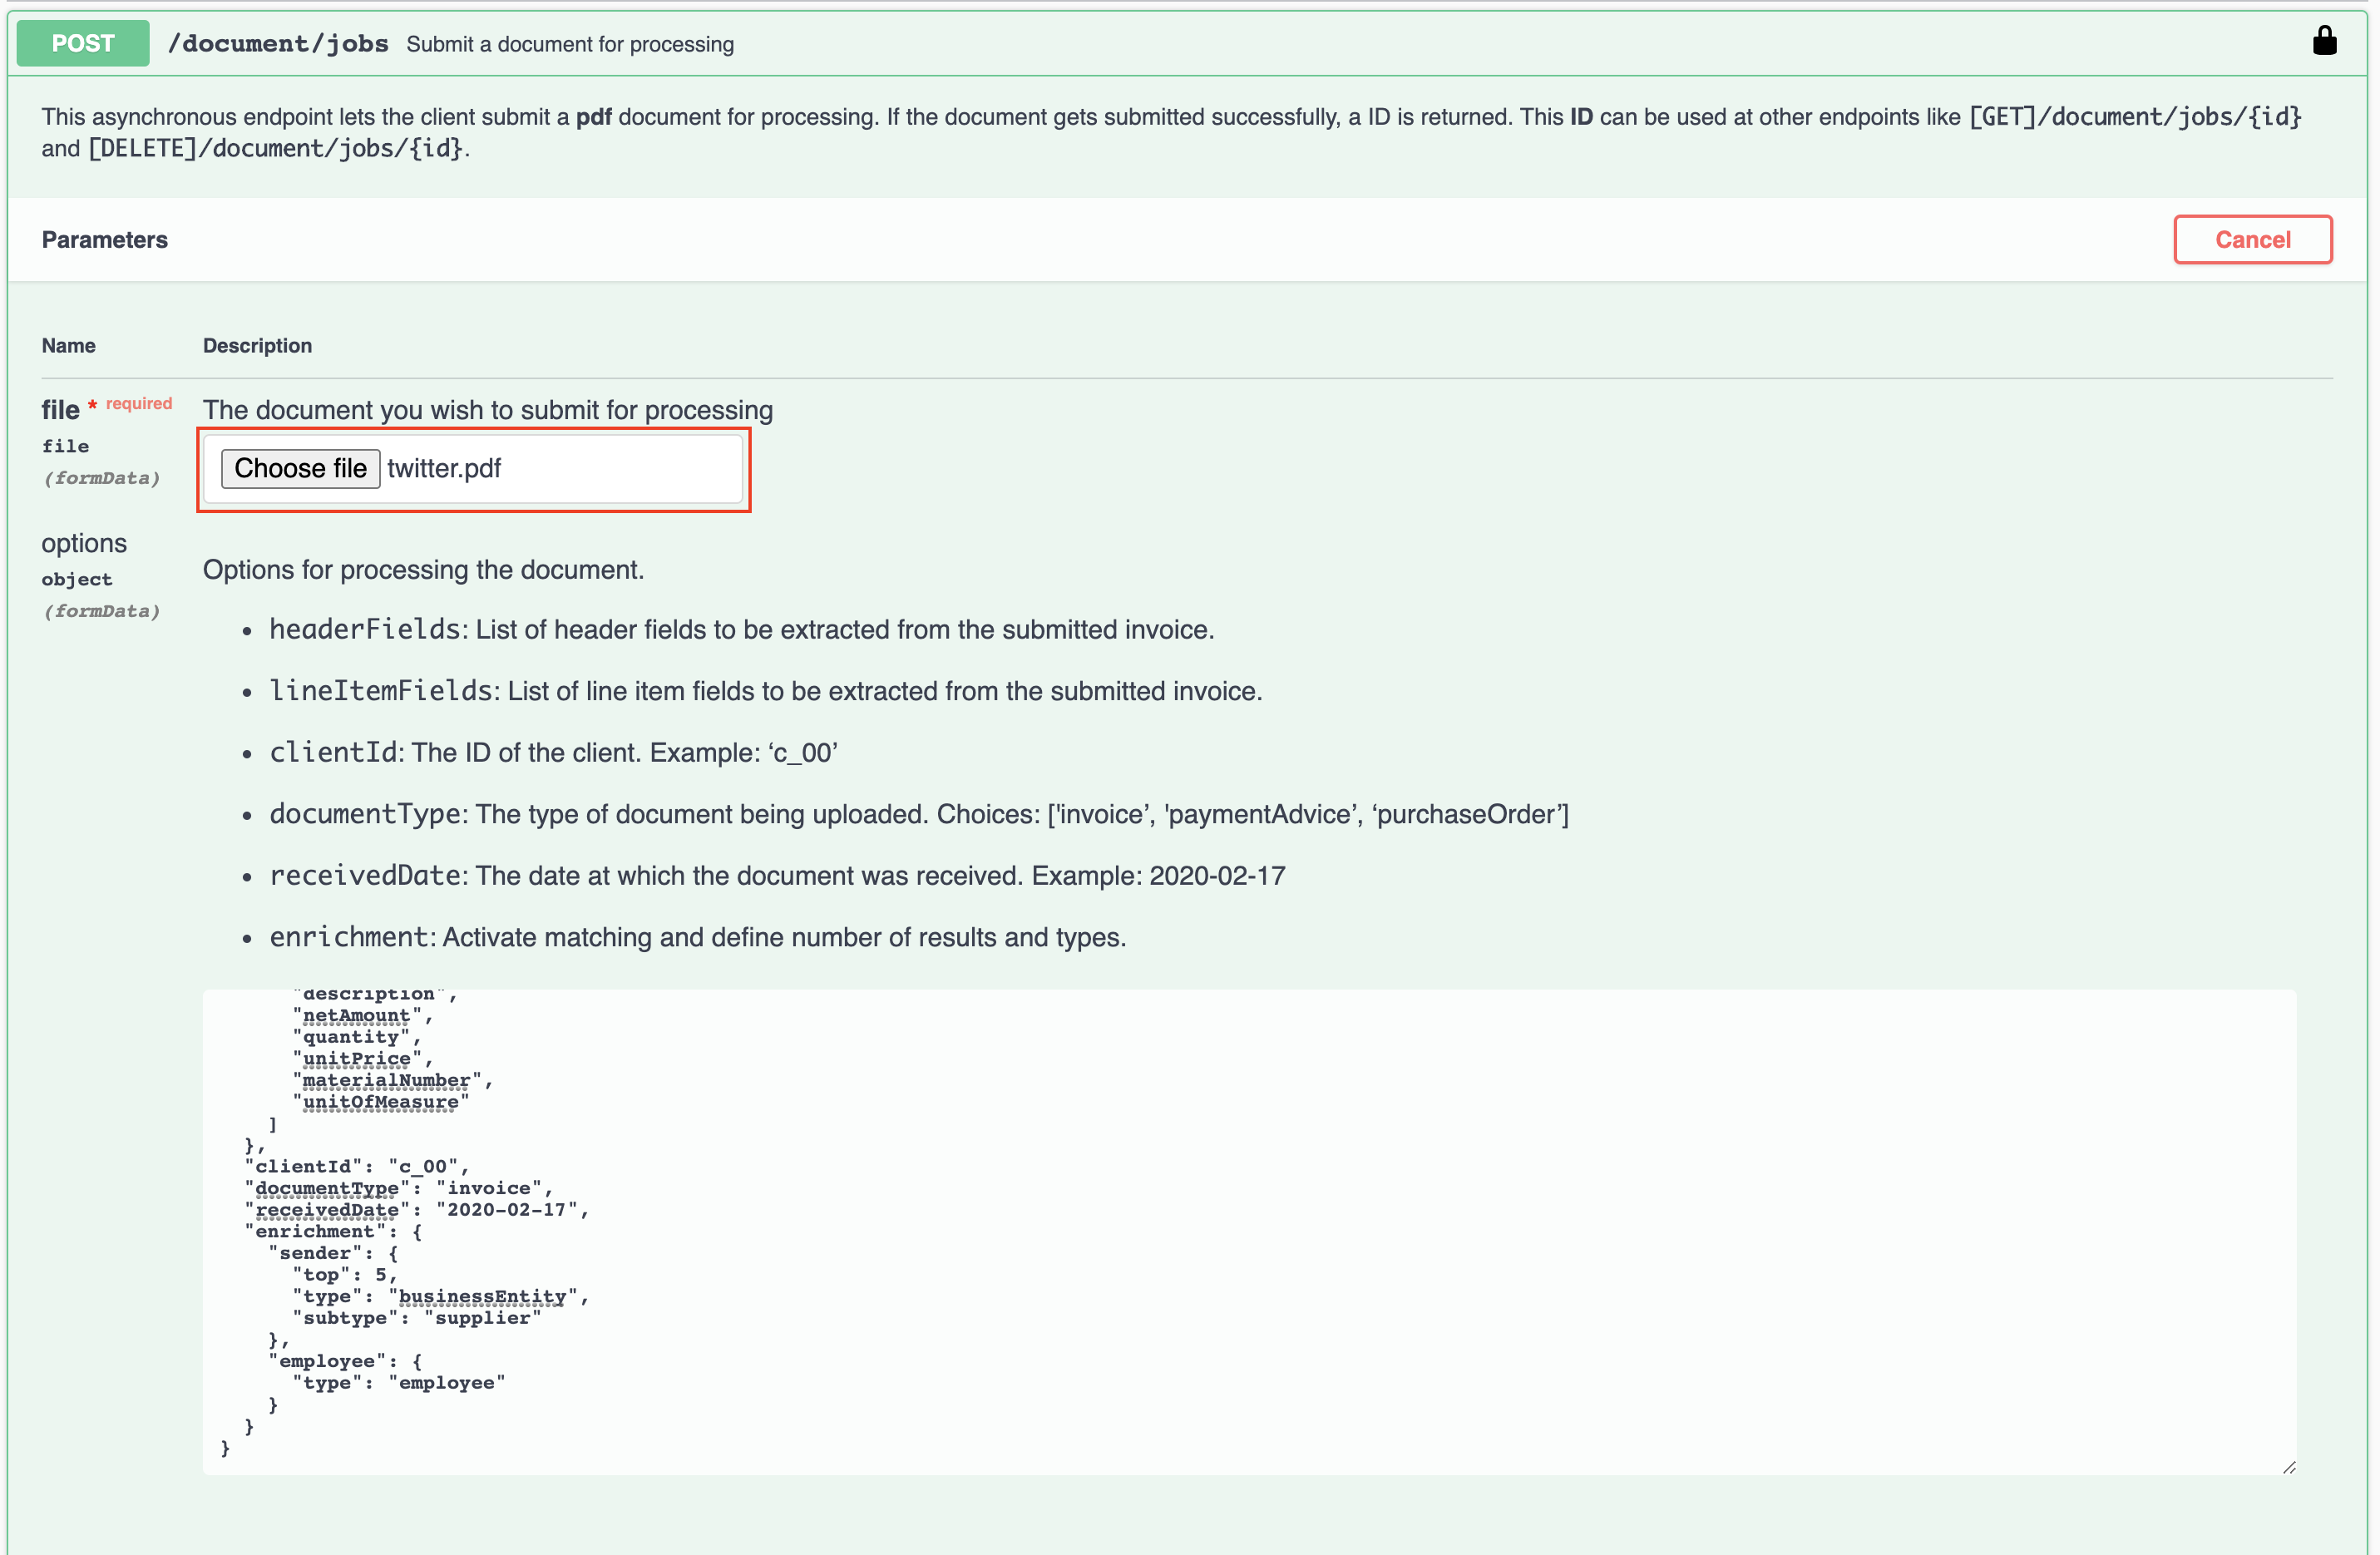 POST /document/jobs Submit a document for processing
This asynchronous endpoint lets the client submit a pdf document for processing. If the document gets submitted successfully, a ID is returned. This ID can be used at other endpoints like [GET]/document/jobs/{id}
and [DELETE]/document/jobs/{id}.
Parameters
Cancel
Name Description
file * required
file
(formData)
The document you wish to submit for processing
Choose file twitter.pdf
options
object
(formData)
Options for processing the document.
• headerFields: List of header fields to be extracted from the submitted invoice.
• lineItemFields: List of line item fields to be extracted from the submitted invoice.
• clientId: The ID of the client. Example: ‘c_00’
• documentType: The type of document being uploaded. Choices: ['invoice’, 'paymentAdvice’, ‘purchaseOrder’]
• receivedDate: The date at which the document was received. Example: 2020-02-17
• enrichment: Activate matching and define number of results and types.
"description",
"netAmount",
"quantity",
"unitPrice",
"materialNumber",
"unitOfMeasure"
]
},
"clientId": "c_00",
"documentType": "invoice",
"receivedDate": "2020-02-17",
"enrichment": {
"sender": {
"top": 5,
"type": "businessEntity",
"subtype": "supplier"
},
"employee": {
"type": "employee"
}
}
}